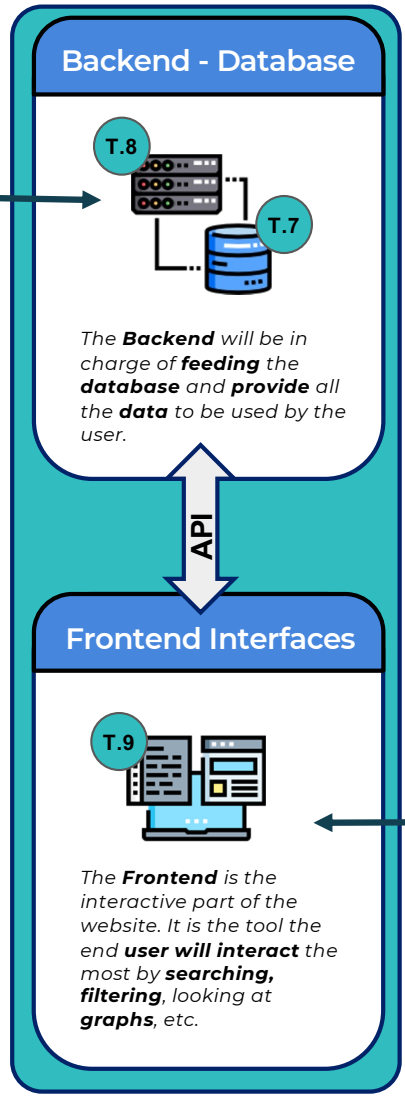 Backend - Database
T.8
T.7
The Backend will be in
charge of feeding the
database and provide all
the data to be used by the
user.
API
Frontend Interfaces
T.9
The Frontend is the
interactive part of the
website. It is the tool the
end user will interact the
most by searching,
filtering, looking at
graphs, etc.